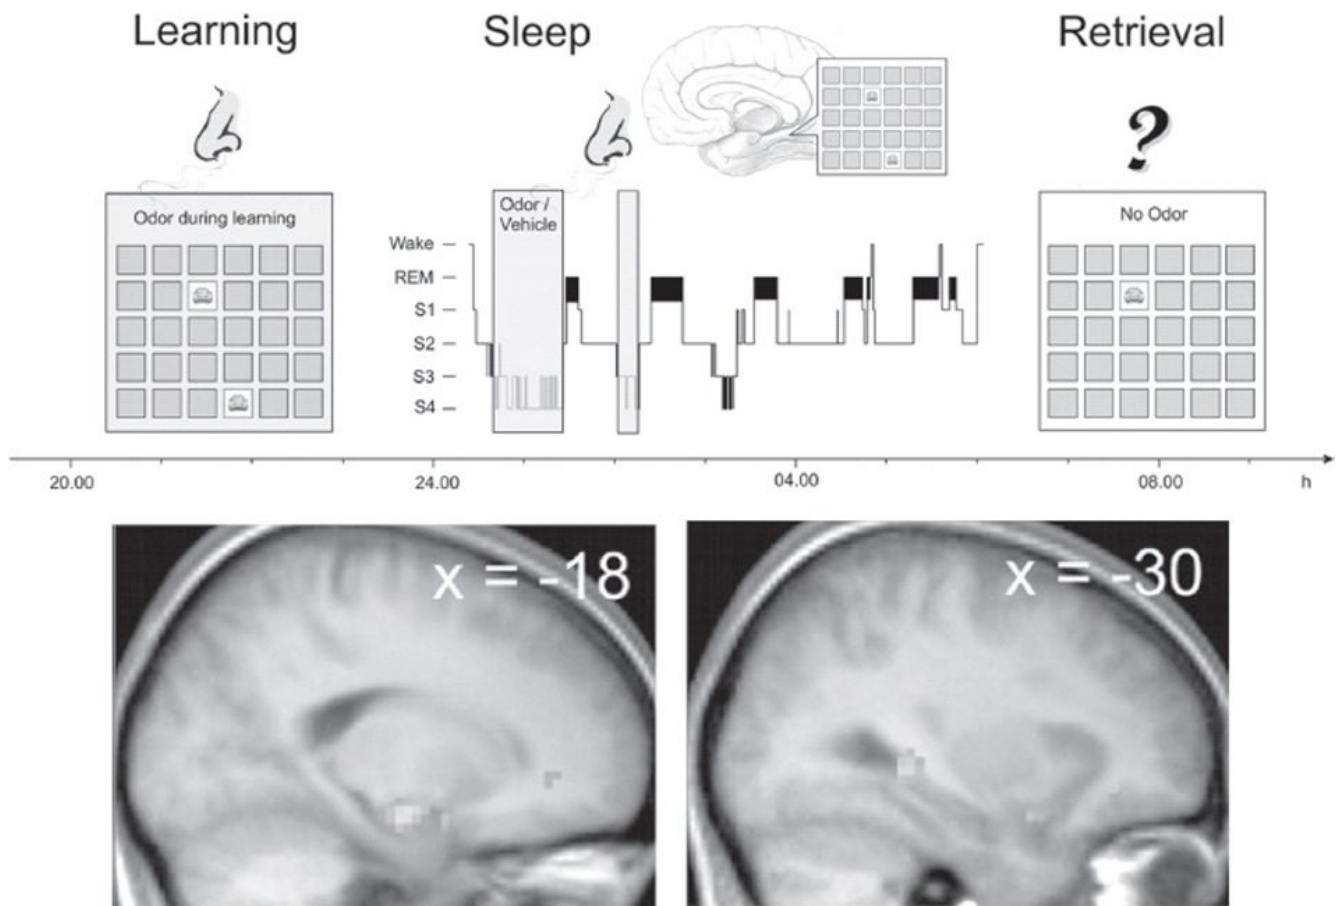 Learning
Sleep
Retrieval
?
Odor during learning
Odor /
Vehicle
No Odor
Wake
REM
S1
S2
S3
S4
20.00
24.00
04.00
08.00
h
x = -18
x = -30